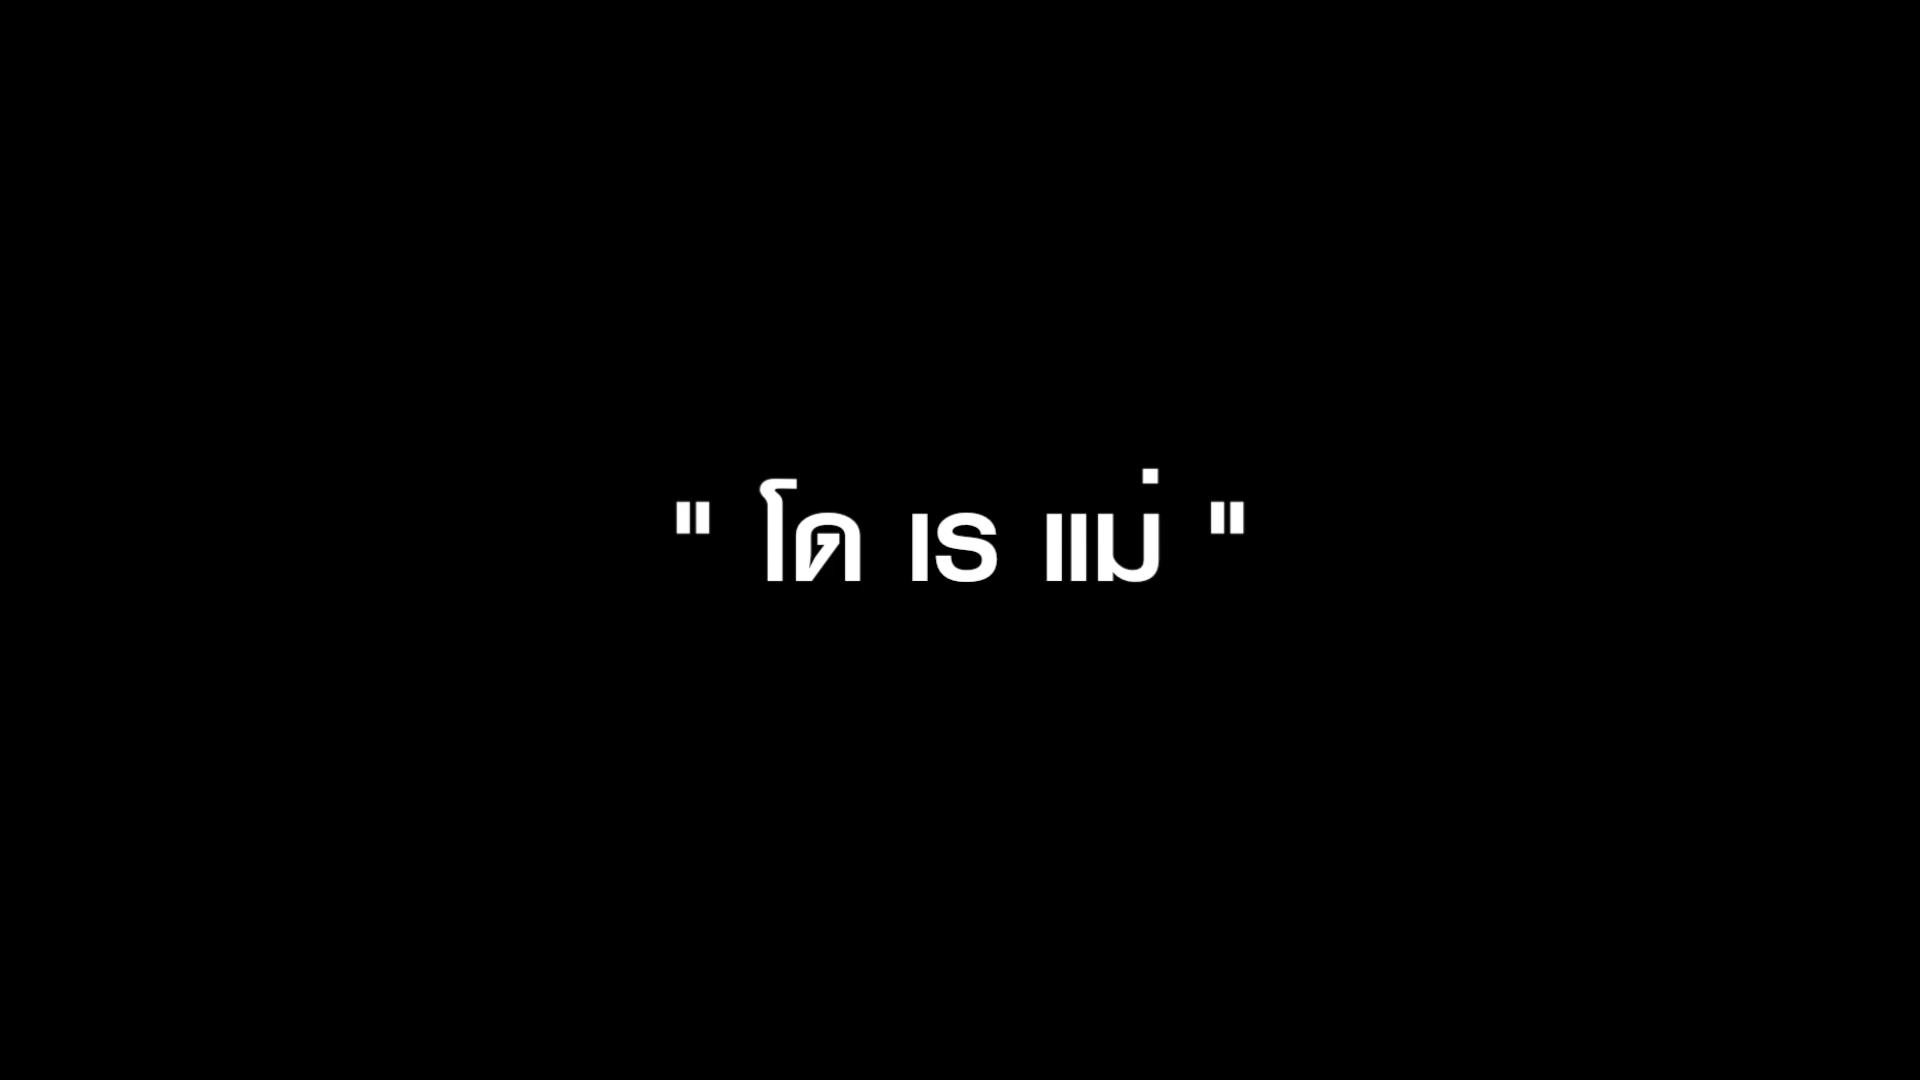 " โด เร แม่ "